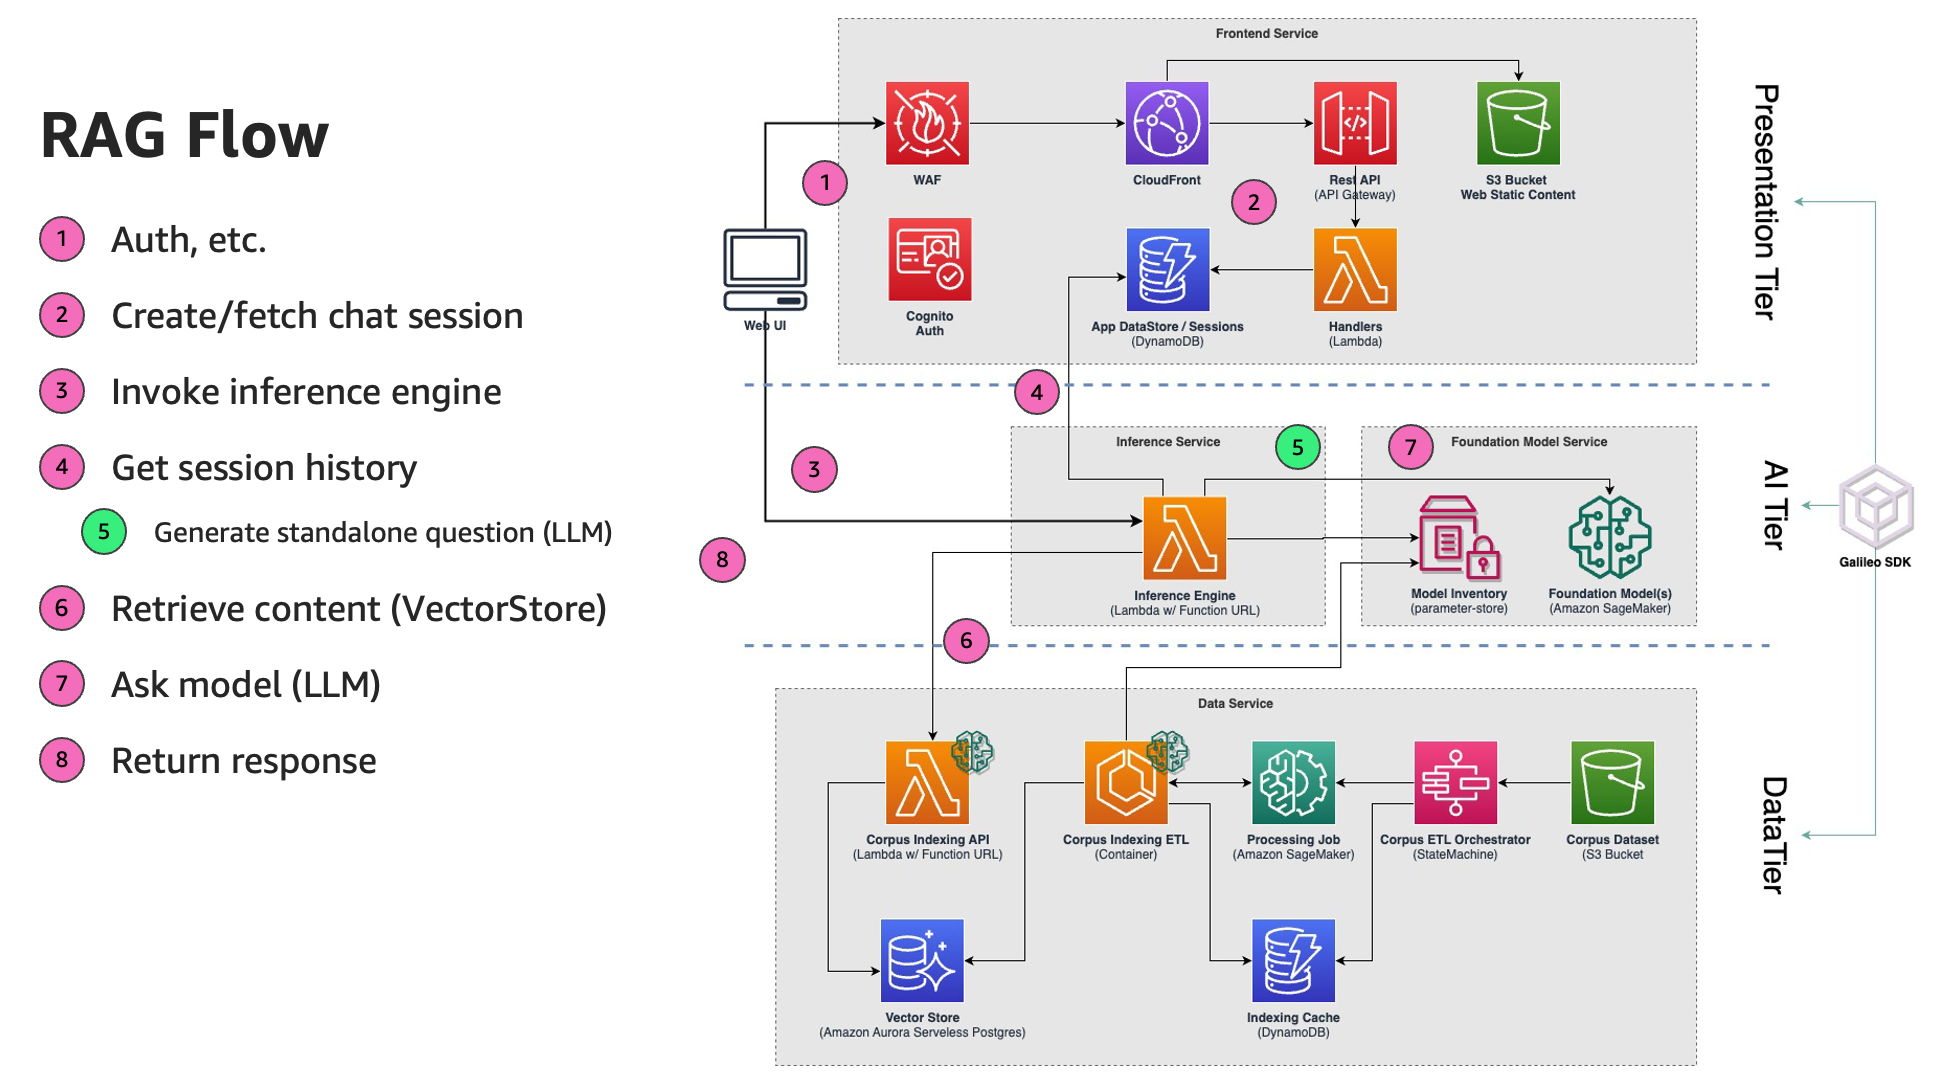 RAG Flow
1 Auth, etc.
2 Create/fetch chat session
3 Invoke inference engine
4 Get session history
5 Generate standalone question (LLM)
6 Retrieve content (VectorStore)
7 Ask model (LLM)
8 Return response
Frontend Service
WAF
CloudFront
Rest API
(API Gateway)
S3 Bucket
Web Static Content
1
2
Web UI
Cognito
Auth
App DataStore / Sessions
(DynamoDB)
Handlers
(Lambda)
Presentation Tier
4
3
Inference Service
5
7
Foundation Model Service
8
Inference Engine
(Lambda w/ Function URL)
Model Inventory
(parameter-store)
Foundation Model(s)
(Amazon SageMaker)
AI Tier
Galileo SDK
6
Data Service
Corpus Indexing API
(Lambda w/ Function URL)
Corpus Indexing ETL
(Container)
Processing Job
(Amazon SageMaker)
Corpus ETL Orchestrator
(StateMachine)
Corpus Dataset
(S3 Bucket
Vector Store
(Amazon Aurora Serveless Postgres)
Indexing Cache
(DynamoDB)
DataTier